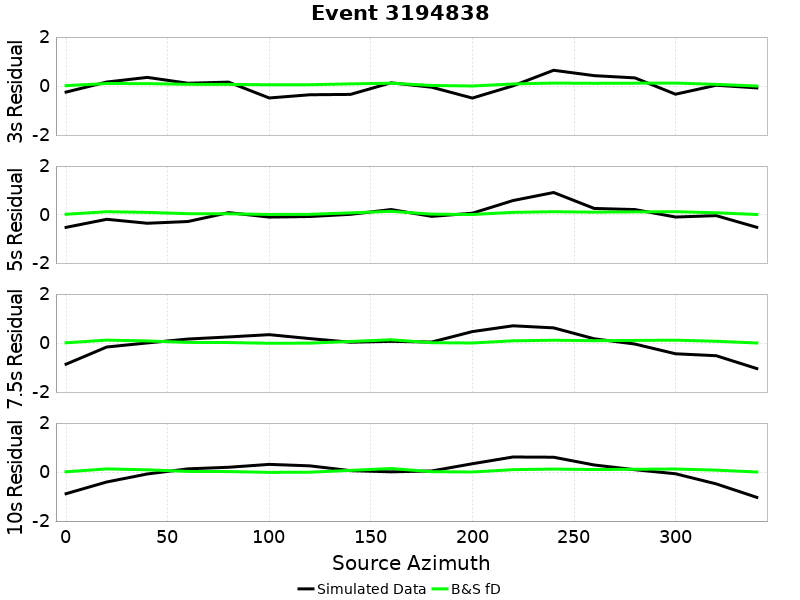 Event 3194838
3s Residual
2
0
-2
5s Residual
2
0
-2
7.5s Residual
2
0
-2
10s Residual
2
0
-2
0 50 100 150 200 250 300
Source Azimuth
Simulated Data B&S fD